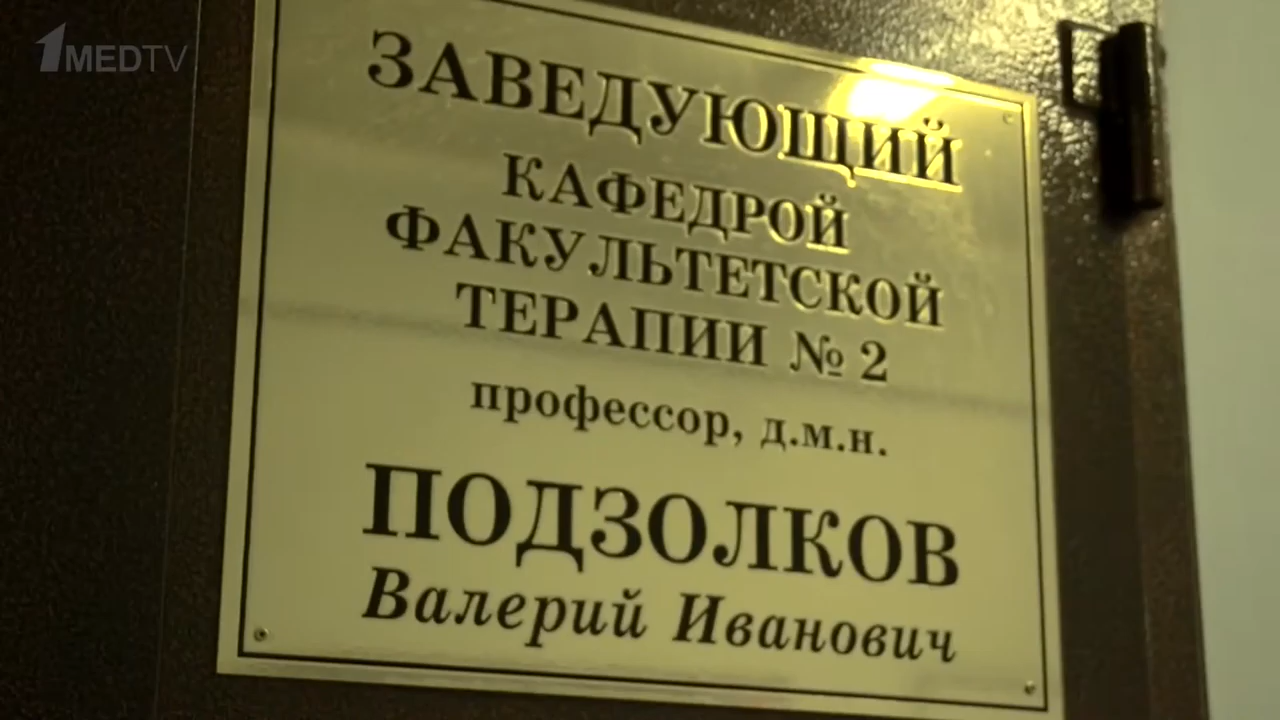 1MEDTV
ЗАВЕДУЮЩИЙ
КАФЕДРОЙ
ФАКУЛЬТЕТСКОЙ
ТЕРАПИИ № 2
профессор, д.м.н.
ПОДЗОЛКОВ
Валерий Иванович